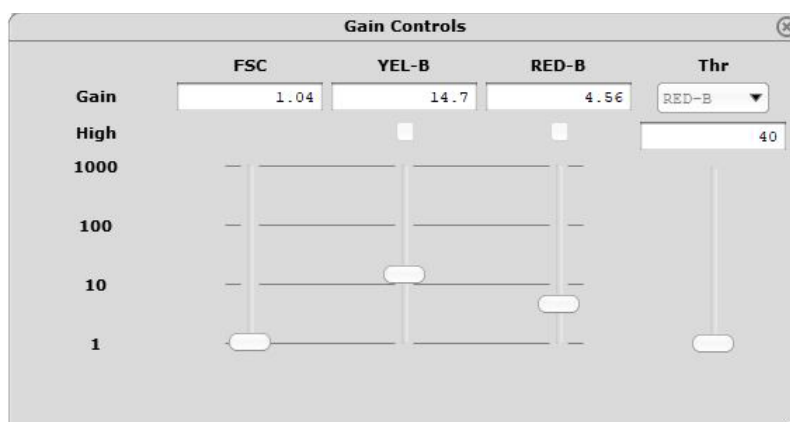 Gain Controls
FSC YEL-B RED-B Thr
Gain 1.04 14.7 4.56 RED-B
High 40
1000
100
10
1